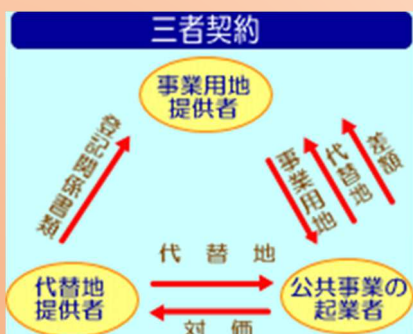 三者契約
事業用地
提供者
登記関係書類
事業用地
代替地
差額
代替地
代替地
提供者
公共事業の
起業者
対価